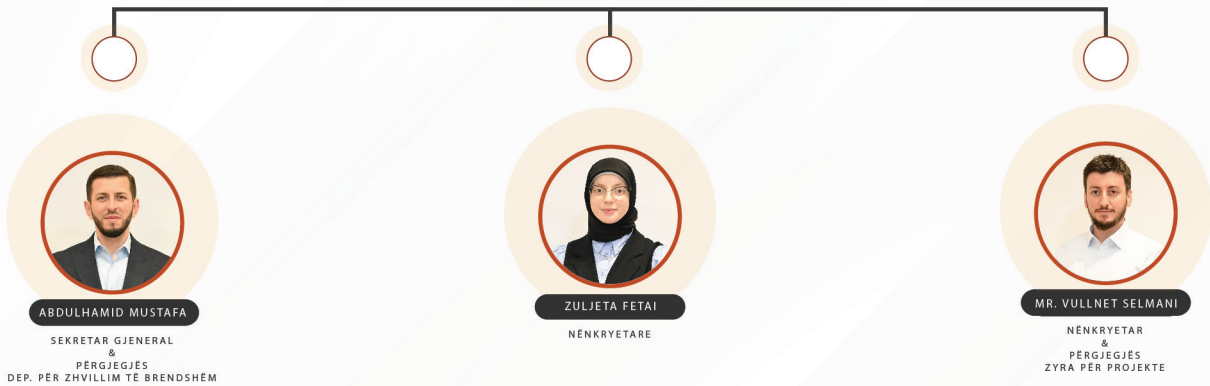 ABDULHAMID MUSTAFA
SEKRETAR GJENERAL
&
PËRGJEGJËS
DEP. PËR ZHVILLIM TË BRENDSHËM
ZULJETA FETAI
NËNKRYETARE
MR. VULLNET SELMANI
NËNKRYETAR
&
PËRGJEGJËS
ZYRA PËR PROJEKTE